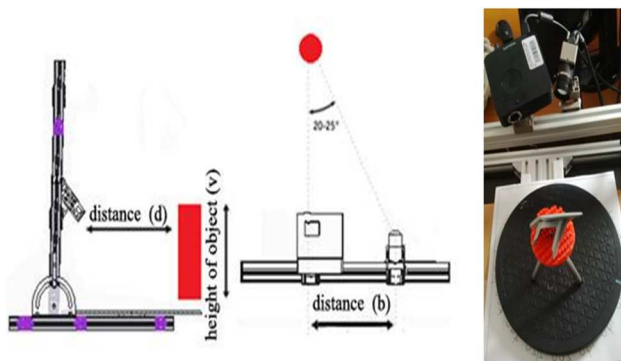 distance (d)
height of object (v)
20-25°
distance (b)